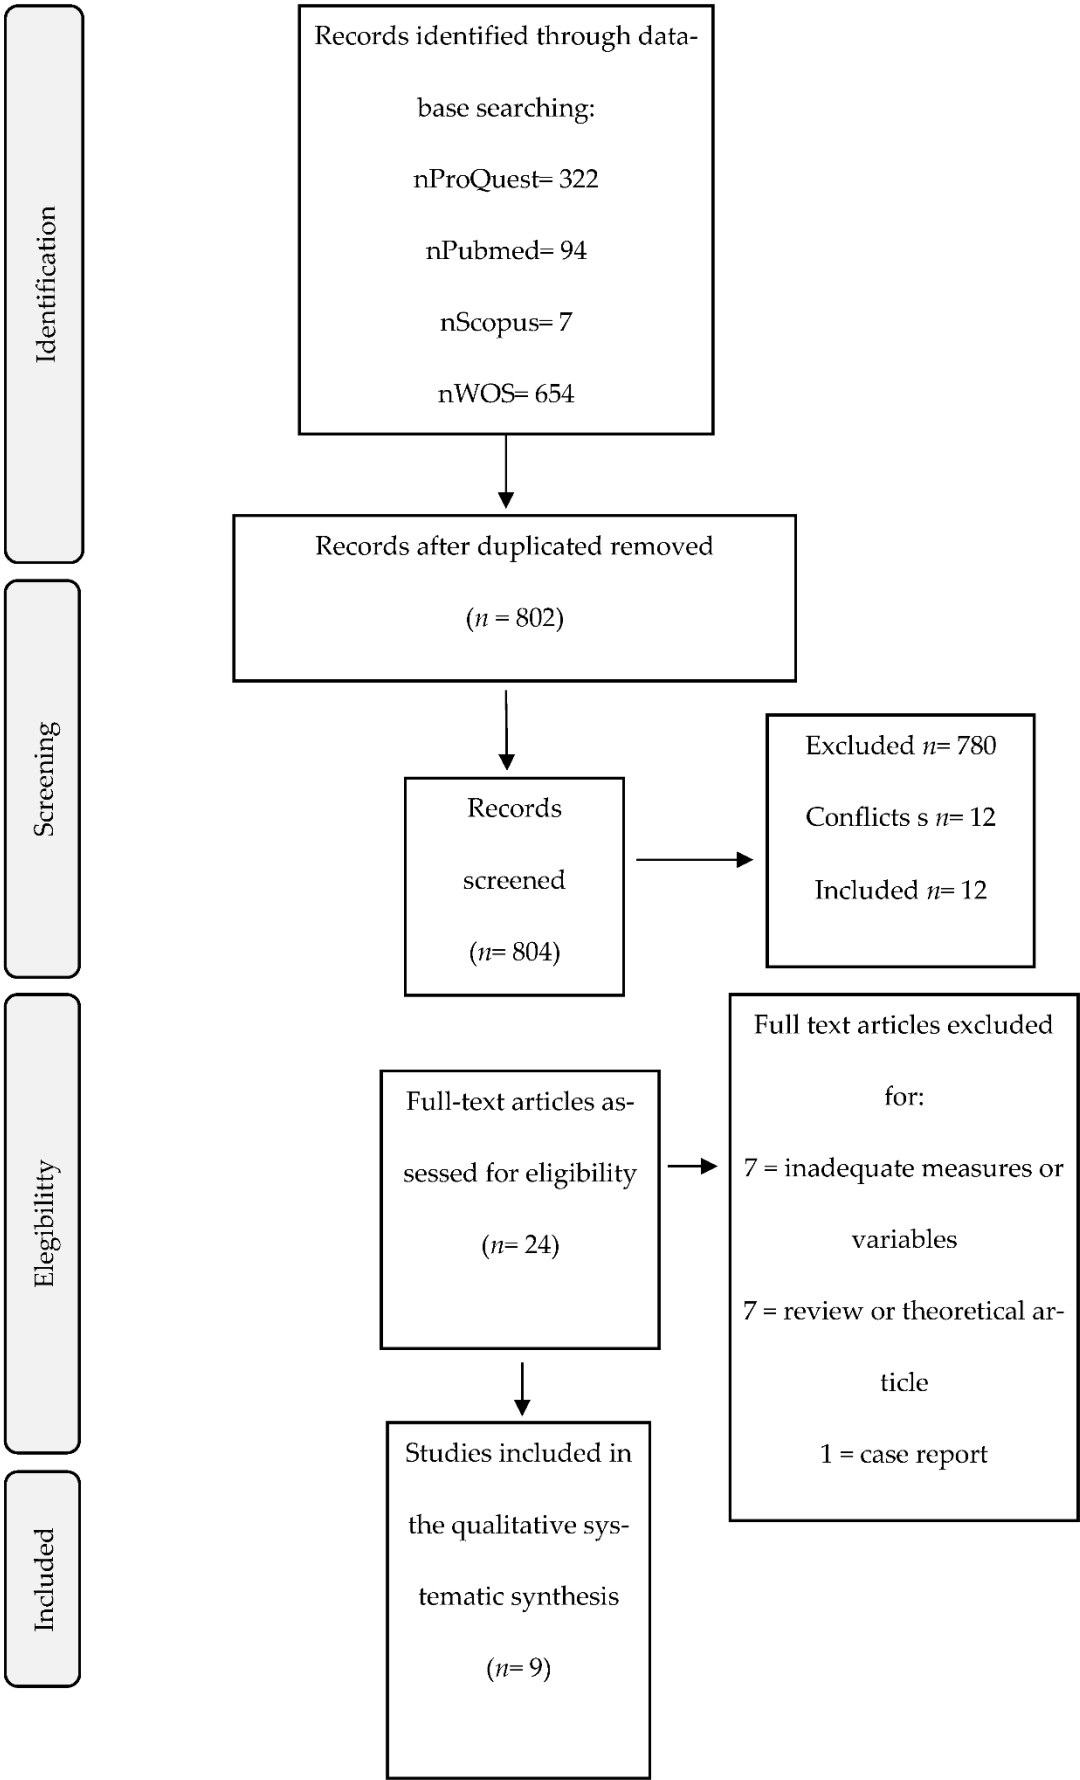 Identification
Records identified through data-
base searching:
nProQuest= 322
nPubmed= 94
nScopus= 7
nWOS= 654
Records after duplicated removed
(n = 802)
Screening
Records
screened
(n= 804)
Excluded n= 780
Conflicts s n= 12
Included n= 12
Elegibilitty
Full-text articles as-
sessed for eligibility
(n= 24)
Full text articles excluded
for:
7 = inadequate measures or
variables
7 = review or theoretical ar-
ticle
1 = case report
Included
Studies included in
the qualitative sys-
tematic synthesis
(n= 9)